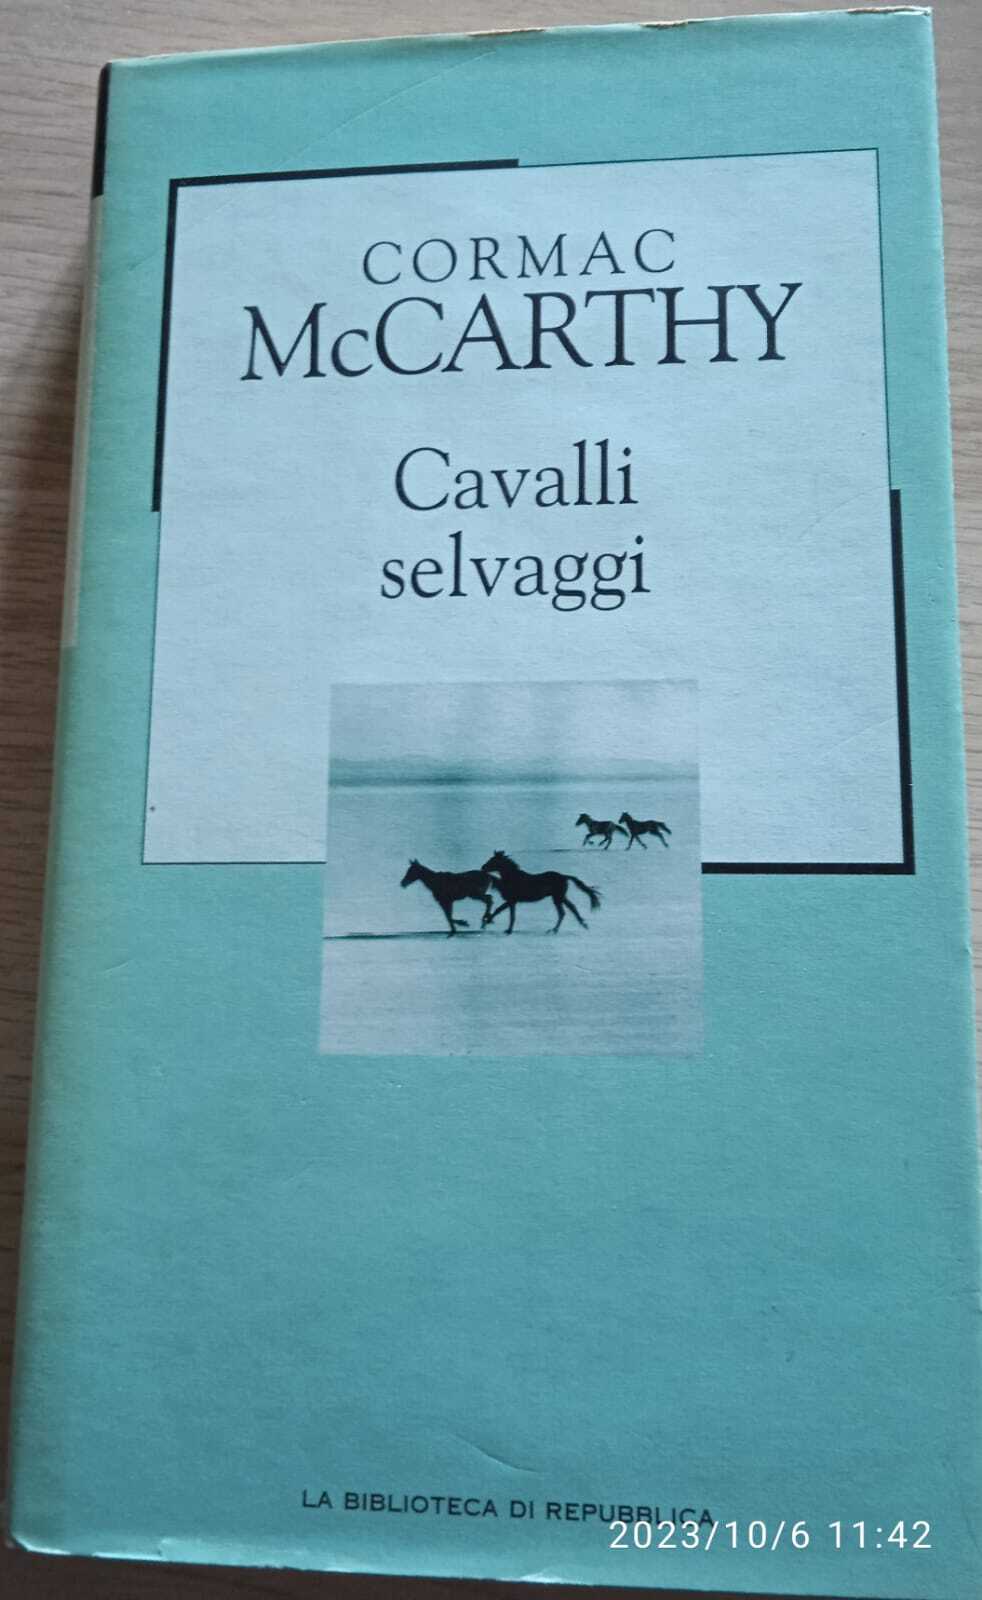 CORMAC
McCARTHY
Cavalli
selvaggi
LA BIBLIOTECA DI REPUBBLICA
2023/10/6 11:42